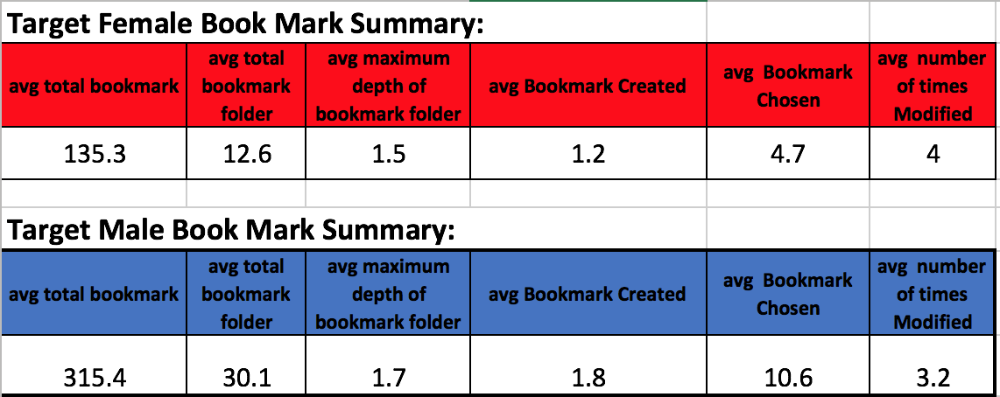 Target Female Book Mark Summary:
avg total bookmark avg total bookmark folder avg maximum depth of bookmark folder avg Bookmark Created avg Bookmark Chosen avg number of times Modified
135.3 12.6 1.5 1.2 4.7 4
Target Male Book Mark Summary:
avg total bookmark avg total bookmark folder avg maximum depth of bookmark folder avg Bookmark Created avg Bookmark Chosen avg number of times Modified
315.4 30.1 1.7 1.8 10.6 3.2